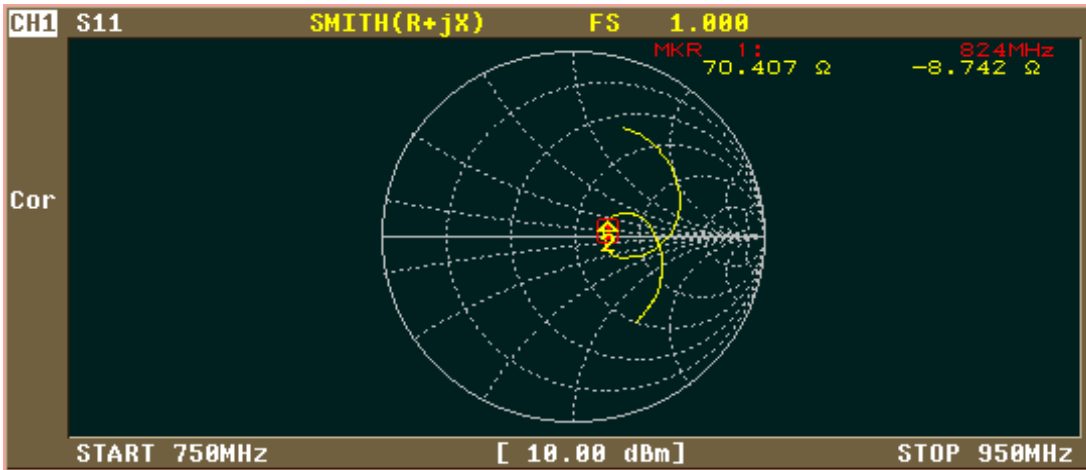 CH1 S11 SMITH(R+jX) FS 1.000
MKR 1: 824MHz
70.407 Ω -8.742 Ω
Cor
2
START 750MHz [ 10.00 dBm] STOP 950MHz